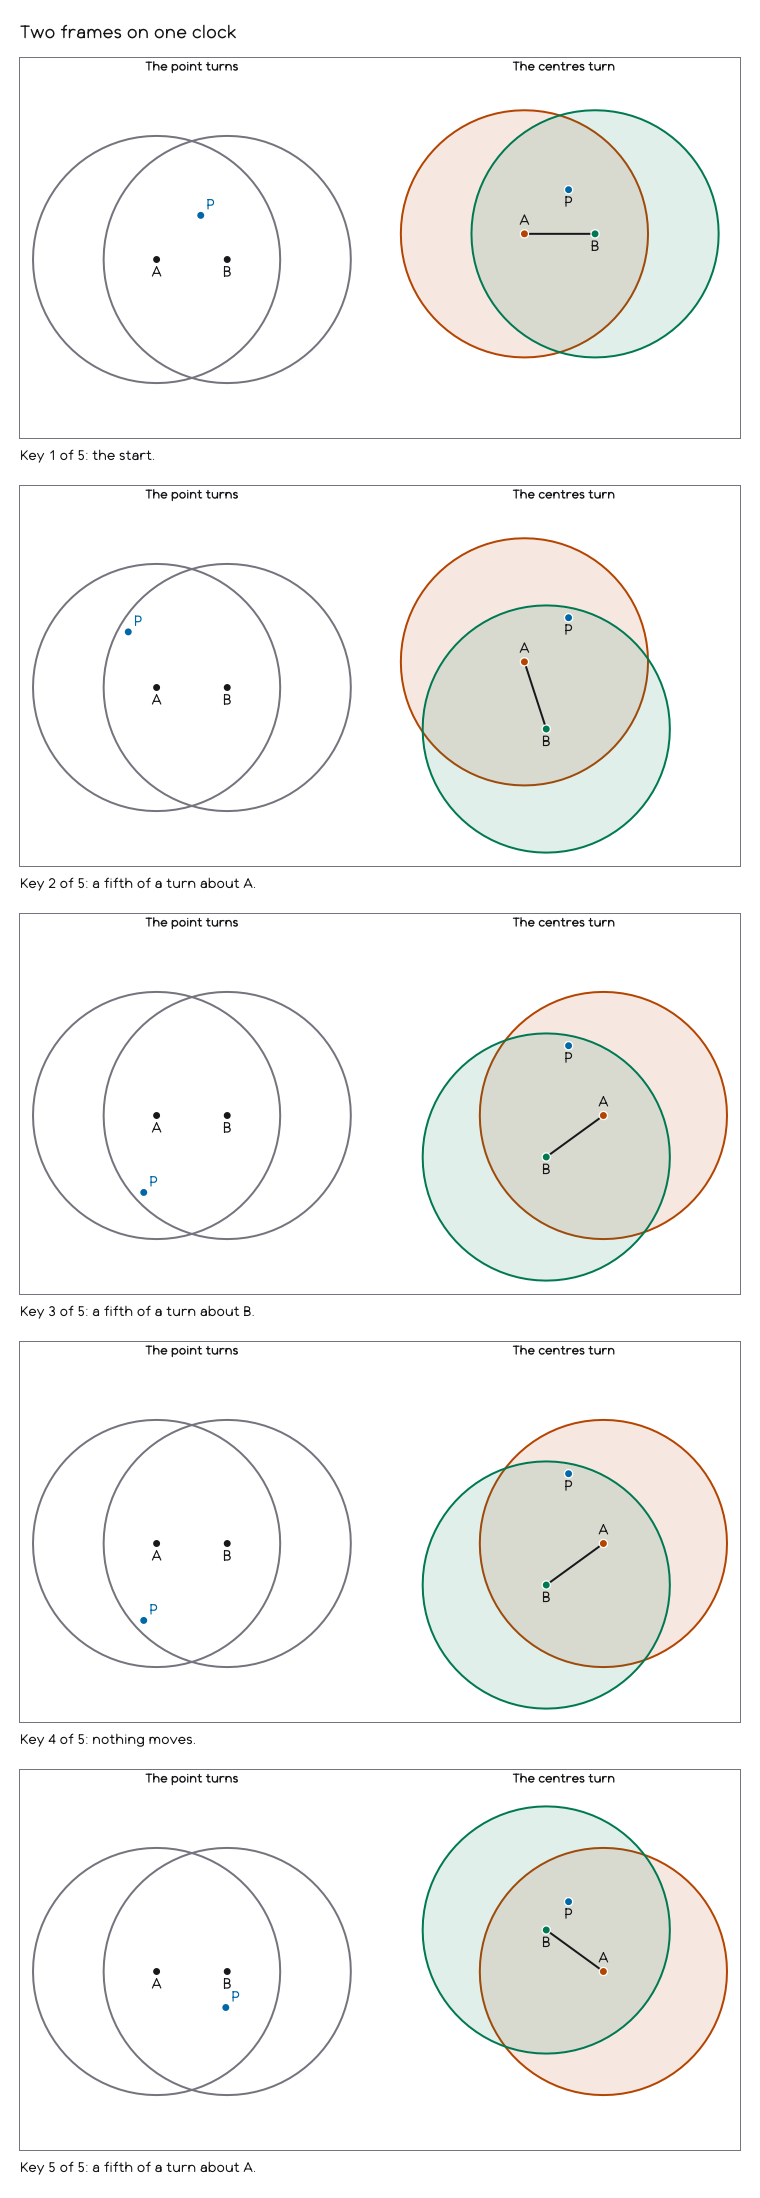 Two frames on one clock
The point turns The centres turn
P
P
A
A B
B
Key 1 of 5: the start.
The point turns The centres turn
P
P
A
A B
B
Key 2 of 5: a fifth of a turn about A.
The point turns The centres turn
P
A
A B
B
P
Key 3 of 5: a fifth of a turn about B.
The point turns The centres turn
P
A
A B
B
P
Key 4 of 5: nothing moves.
The point turns The centres turn
P
B
A
A B
P
Key 5 of 5: a fifth of a turn about A.